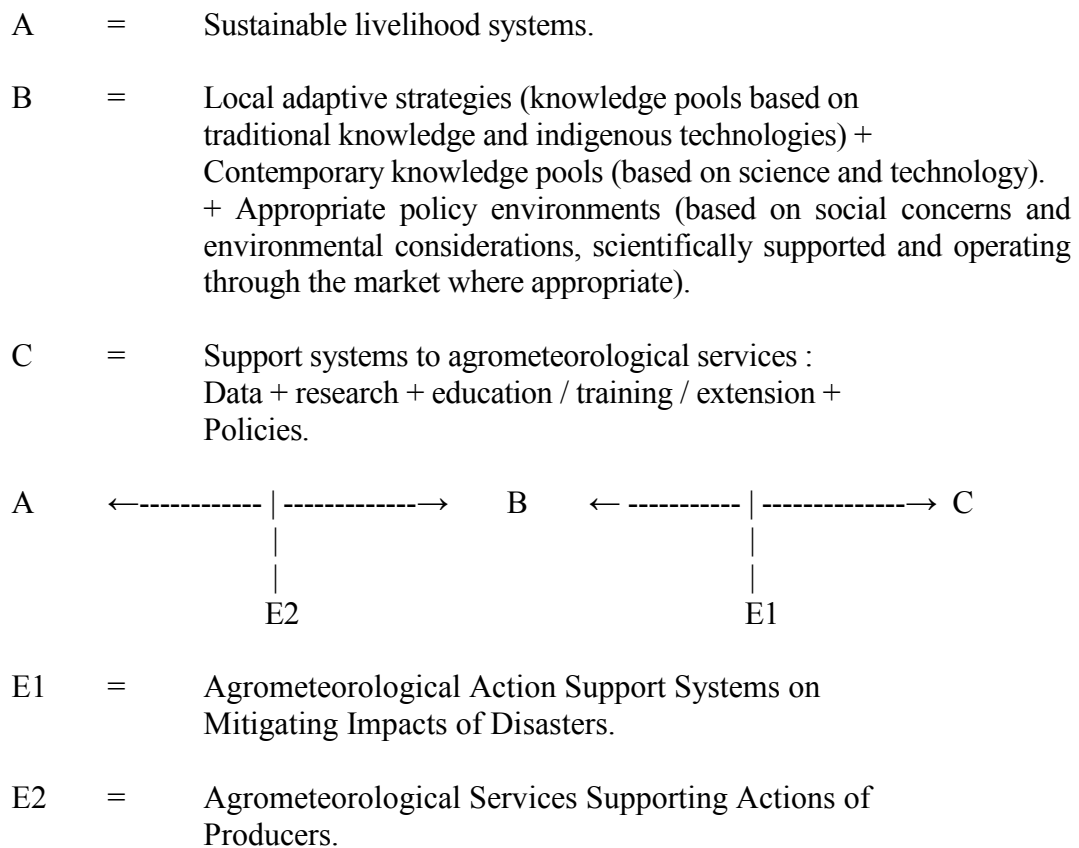 A = Sustainable livelihood systems.
B = Local adaptive strategies (knowledge pools based on
traditional knowledge and indigenous technologies) +
Contemporary knowledge pools (based on science and technology).
+ Appropriate policy environments (based on social concerns and
environmental considerations, scientifically supported and operating
through the market where appropriate).
C = Support systems to agrometeorological services :
Data + research + education / training / extension +
Policies.
A ←------------ | -------------→ B ← ----------- | --------------→ C
| |
| |
E2 E1
E1 = Agrometeorological Action Support Systems on
Mitigating Impacts of Disasters.
E2 = Agrometeorological Services Supporting Actions of
Producers.